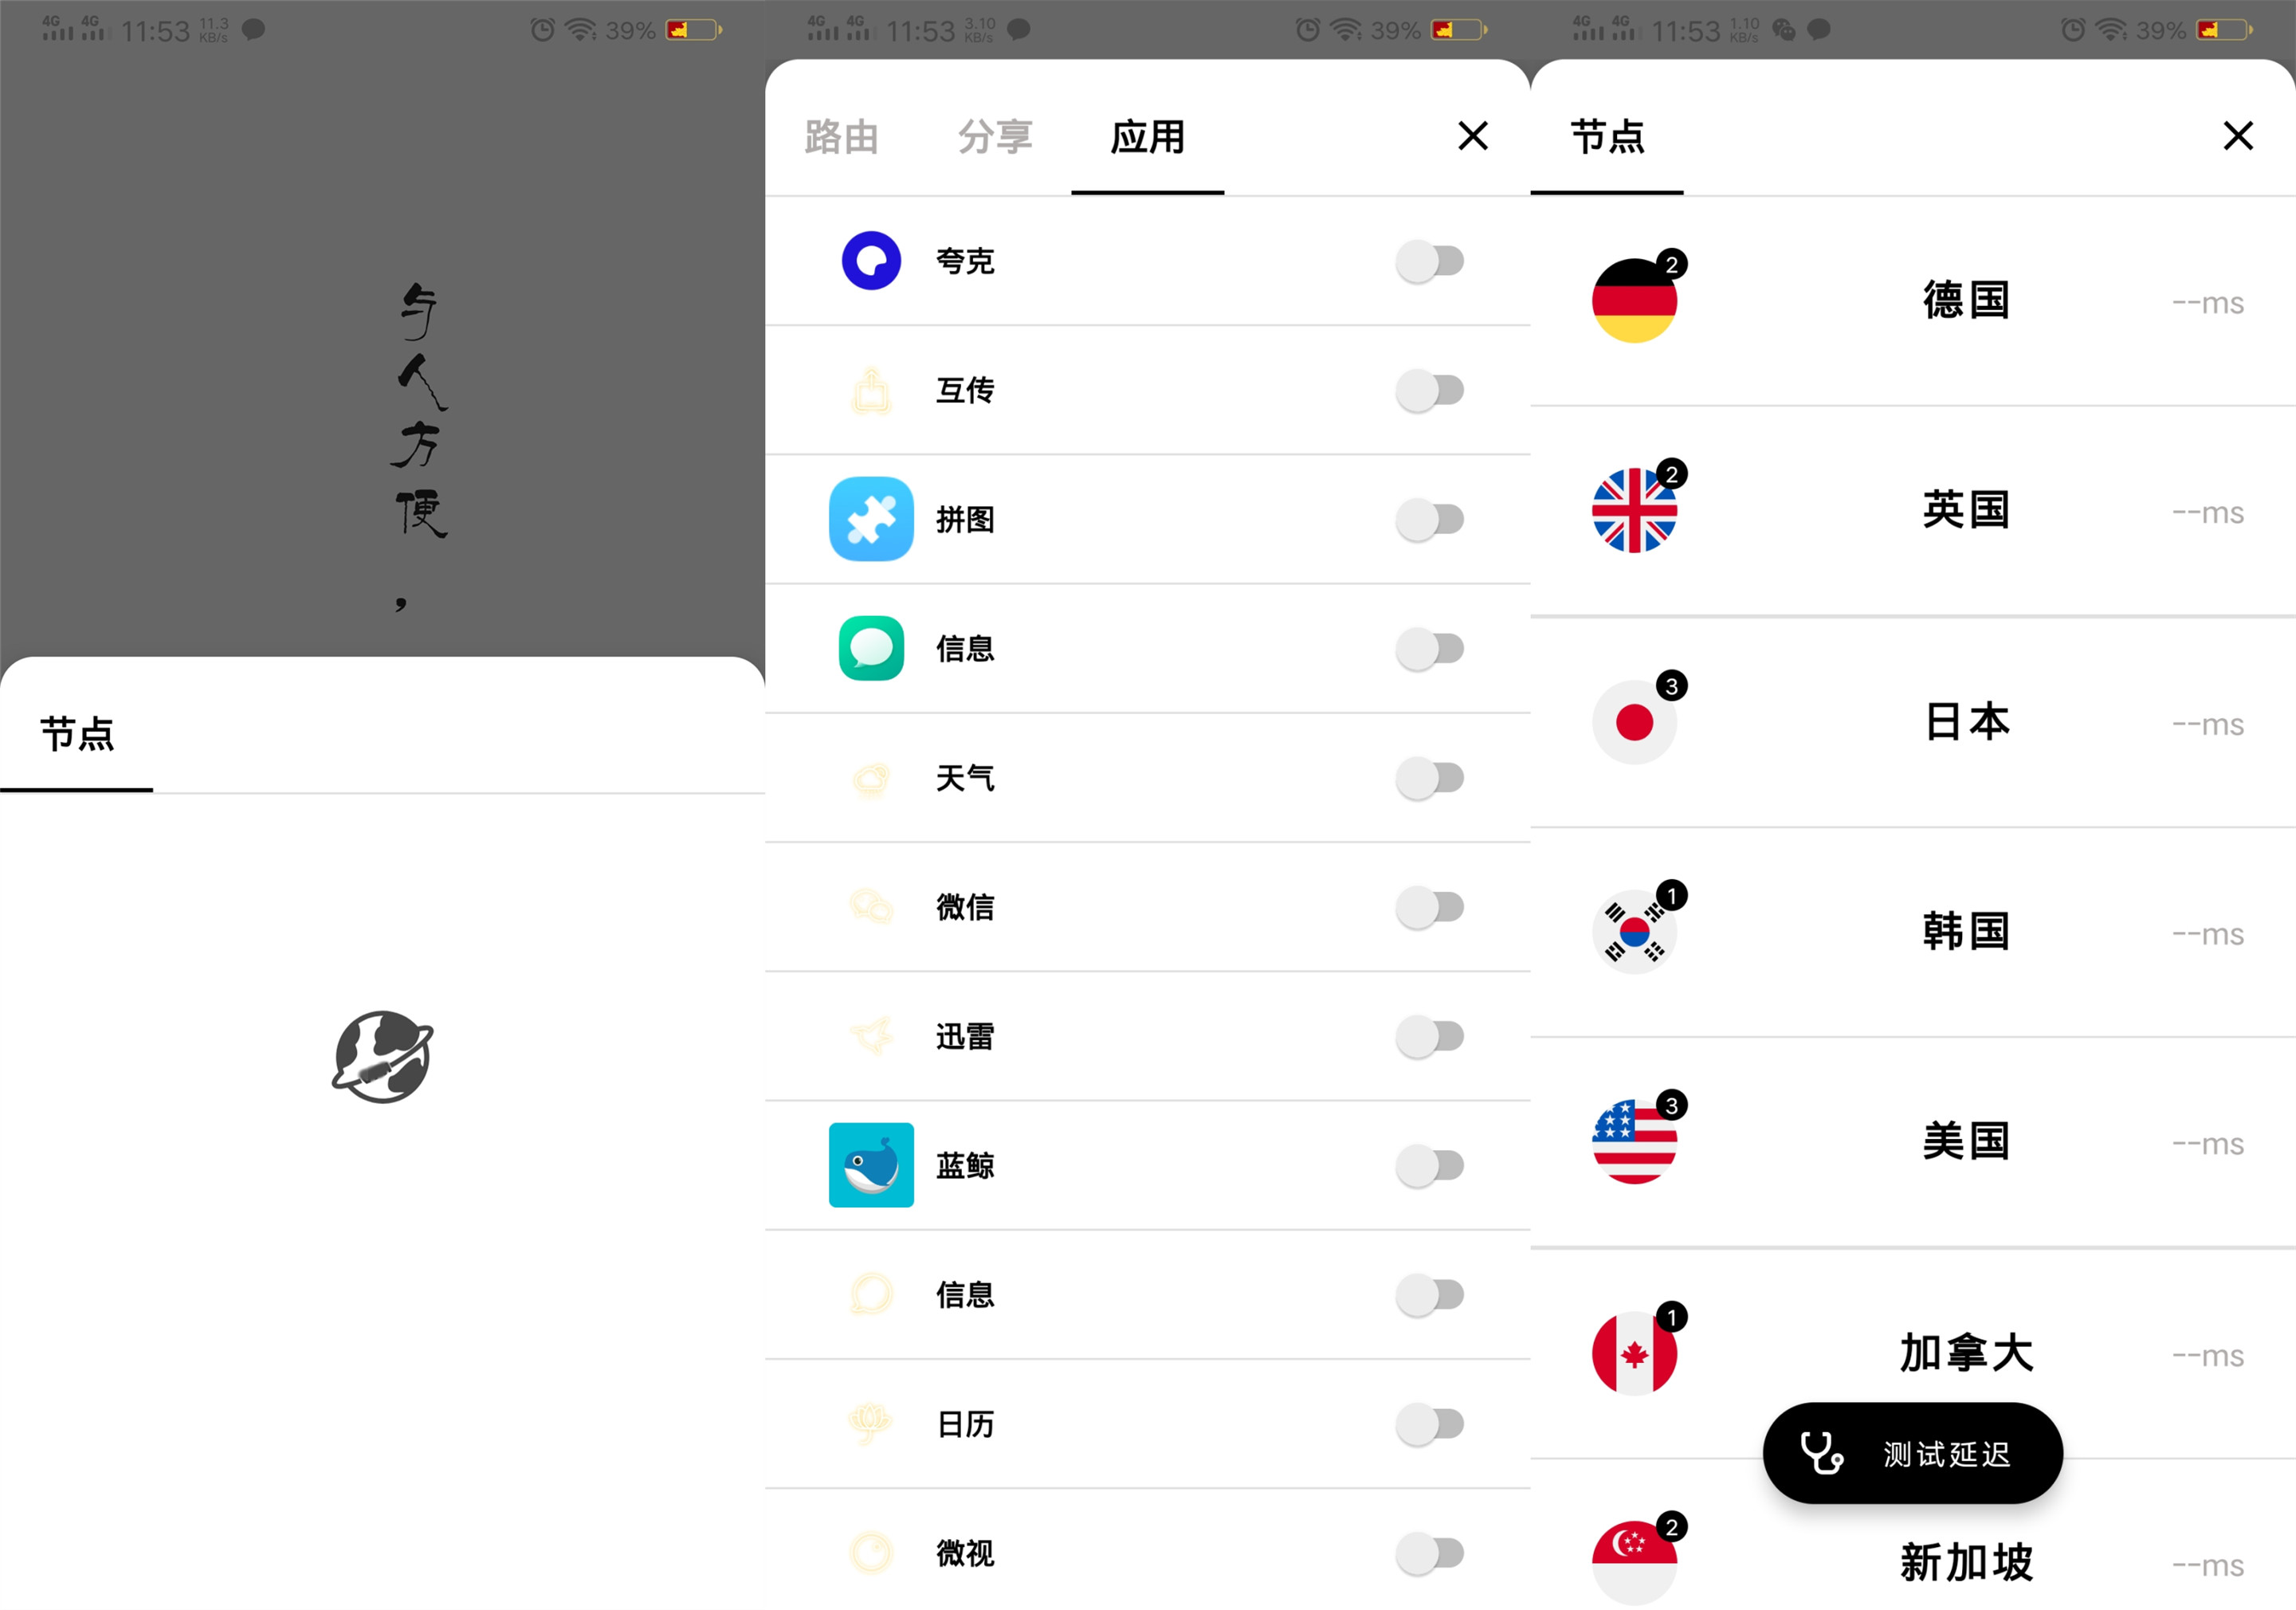 4G 4G 11:53 11.3 KB/s 39%
与人方便，
节点
4G 4G 11:53 3.10 KB/s 39%
路由 分享 应用
夸克
互传
拼图
信息
天气
微信
迅雷
蓝鲸
信息
日历
微视
4G 4G 11:53 1.10 KB/s 39%
节点
2 德国 --ms
2 英国 --ms
3 日本 --ms
1 韩国 --ms
3 美国 --ms
1 加拿大 --ms
测试延迟
2 新加坡 --ms